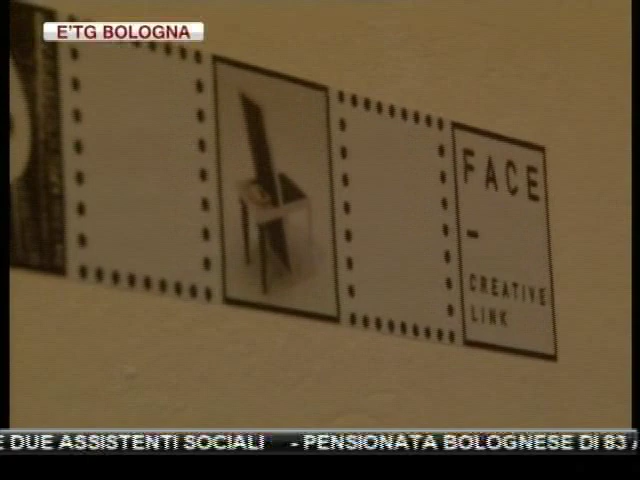 E'TG BOLOGNA
FACE
-
CREATIVE
LINK
E DUE ASSISTENTI SOCIALI - PENSIONATA BOLOGNESE DI 83 A